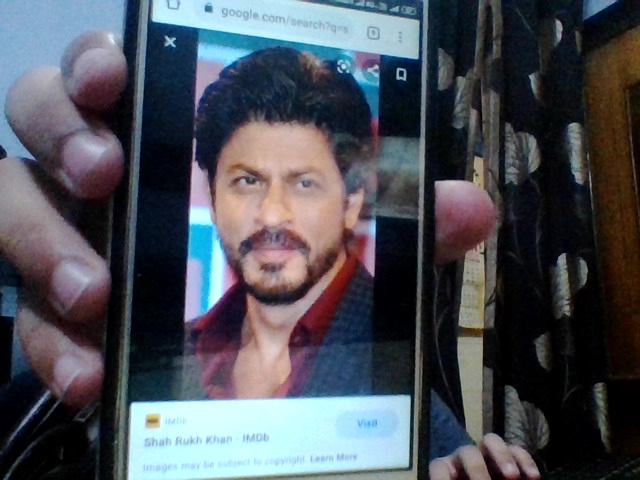 google.com/search?q=s
IMDb
Visit
Shah Rukh Khan - IMDb
Images may be subject to copyright. Learn More